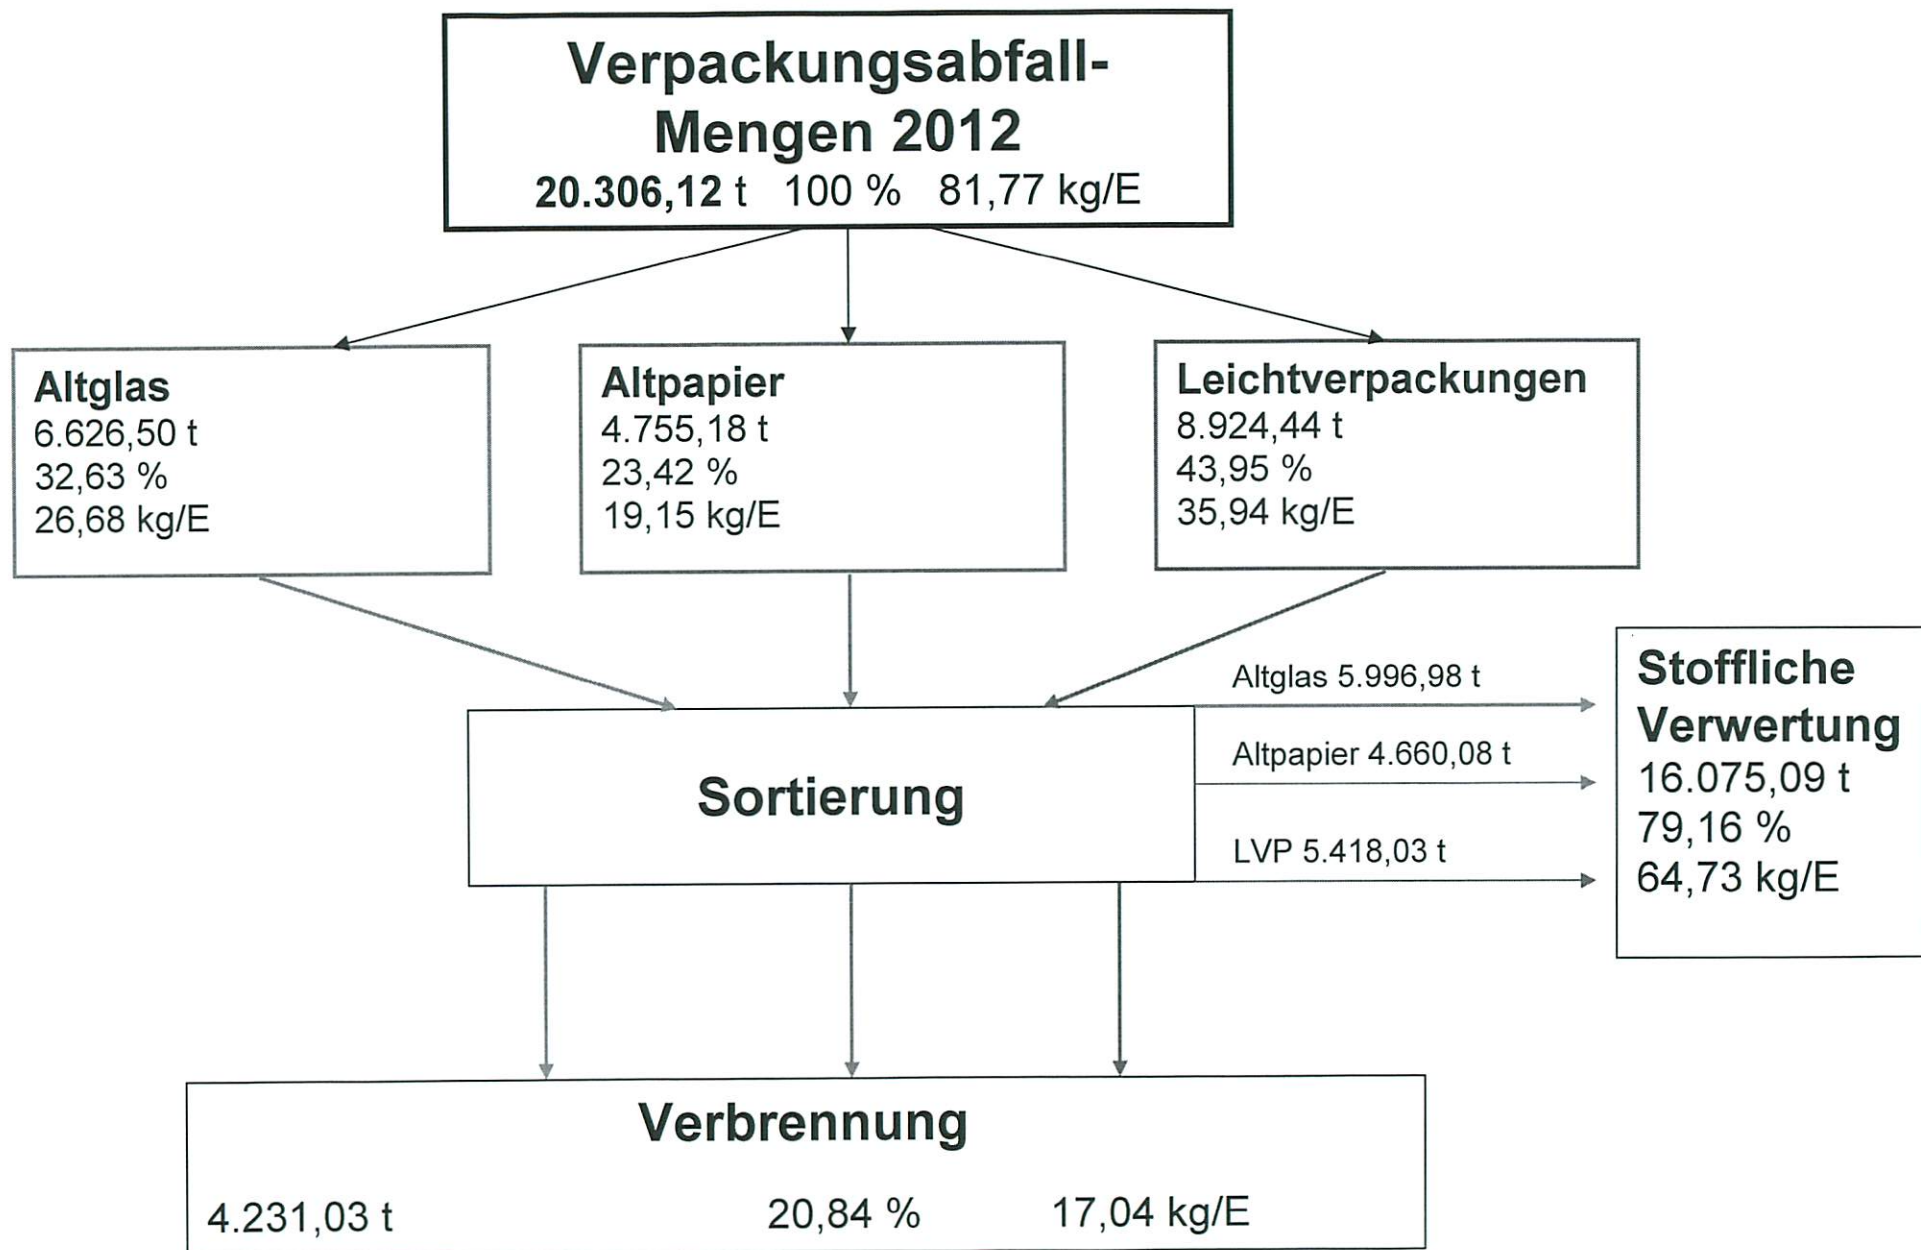 Verpackungsabfall-
Mengen 2012
20.306,12 t 100 % 81,77 kg/E
Altglas
6.626,50 t
32,63 %
26,68 kg/E
Altpapier
4.755,18 t
23,42 %
19,15 kg/E
Leichtverpackungen
8.924,44 t
43,95 %
35,94 kg/E
Sortierung
Altglas 5.996,98 t
Altpapier 4.660,08 t
LVP 5.418,03 t
Stoffliche
Verwertung
16.075,09 t
79,16 %
64,73 kg/E
Verbrennung
4.231,03 t 20,84 % 17,04 kg/E